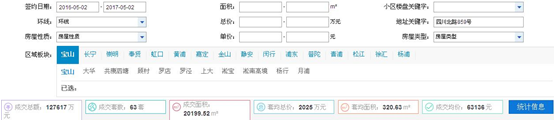 签约日期: 2016-05-02 - 2017-05-02 面积: - m² 小区楼盘关键字:
环线: 环线 总价: - 万元 地址关键字: 四川北路859号
房屋性质: 房屋性质 单价: - 元 房屋类型: 房屋类型
区域板块: 宝山 长宁 崇明 奉贤 虹口 黄浦 嘉定 金山 静安 闵行 浦东 普陀 青浦 松江 徐汇 杨浦
宝山 大华 共康 顾村 罗店 罗泾 上大 淞宝 淞南高境 杨行 月浦
已选:
成交总额: 127617 万元 成交套数: 63 套 成交面积: 20199.52 m² 套均总价: 2025 万元 套均面积: 320.63 m² 成交均价: 63136 元 统计信息